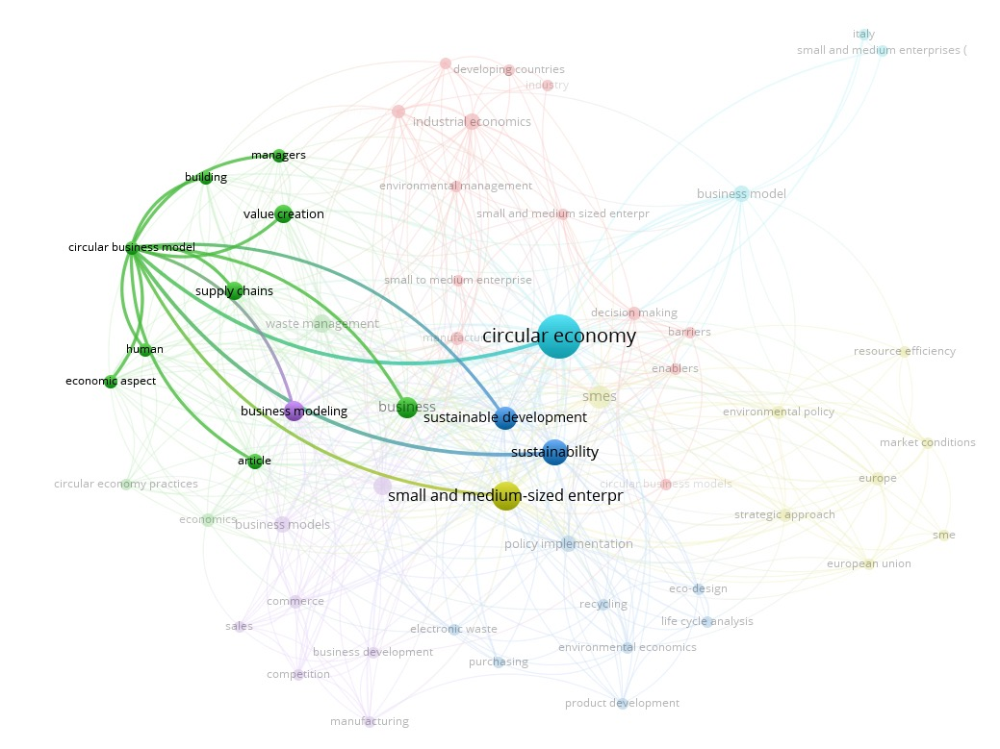 italy
small and medium enterprises (
developing countries
industry
industrial economics
managers
building
environmental management
business model
value creation
small and medium sized enterpr
circular business model
small to medium enterprise
supply chains
decision making
waste management
barriers
manufactu
circular economy
human
resource efficiency
enablers
economic aspect
smes
business
business modeling
sustainable development
environmental policy
market conditions
sustainability
article
europe
circular economy practices
circular business models
small and medium-sized enterpr
strategic approach
economics
business models
sme
policy implementation
european union
eco-design
commerce
recycling
life cycle analysis
sales
electronic waste
environmental economics
business development
purchasing
competition
product development
manufacturing